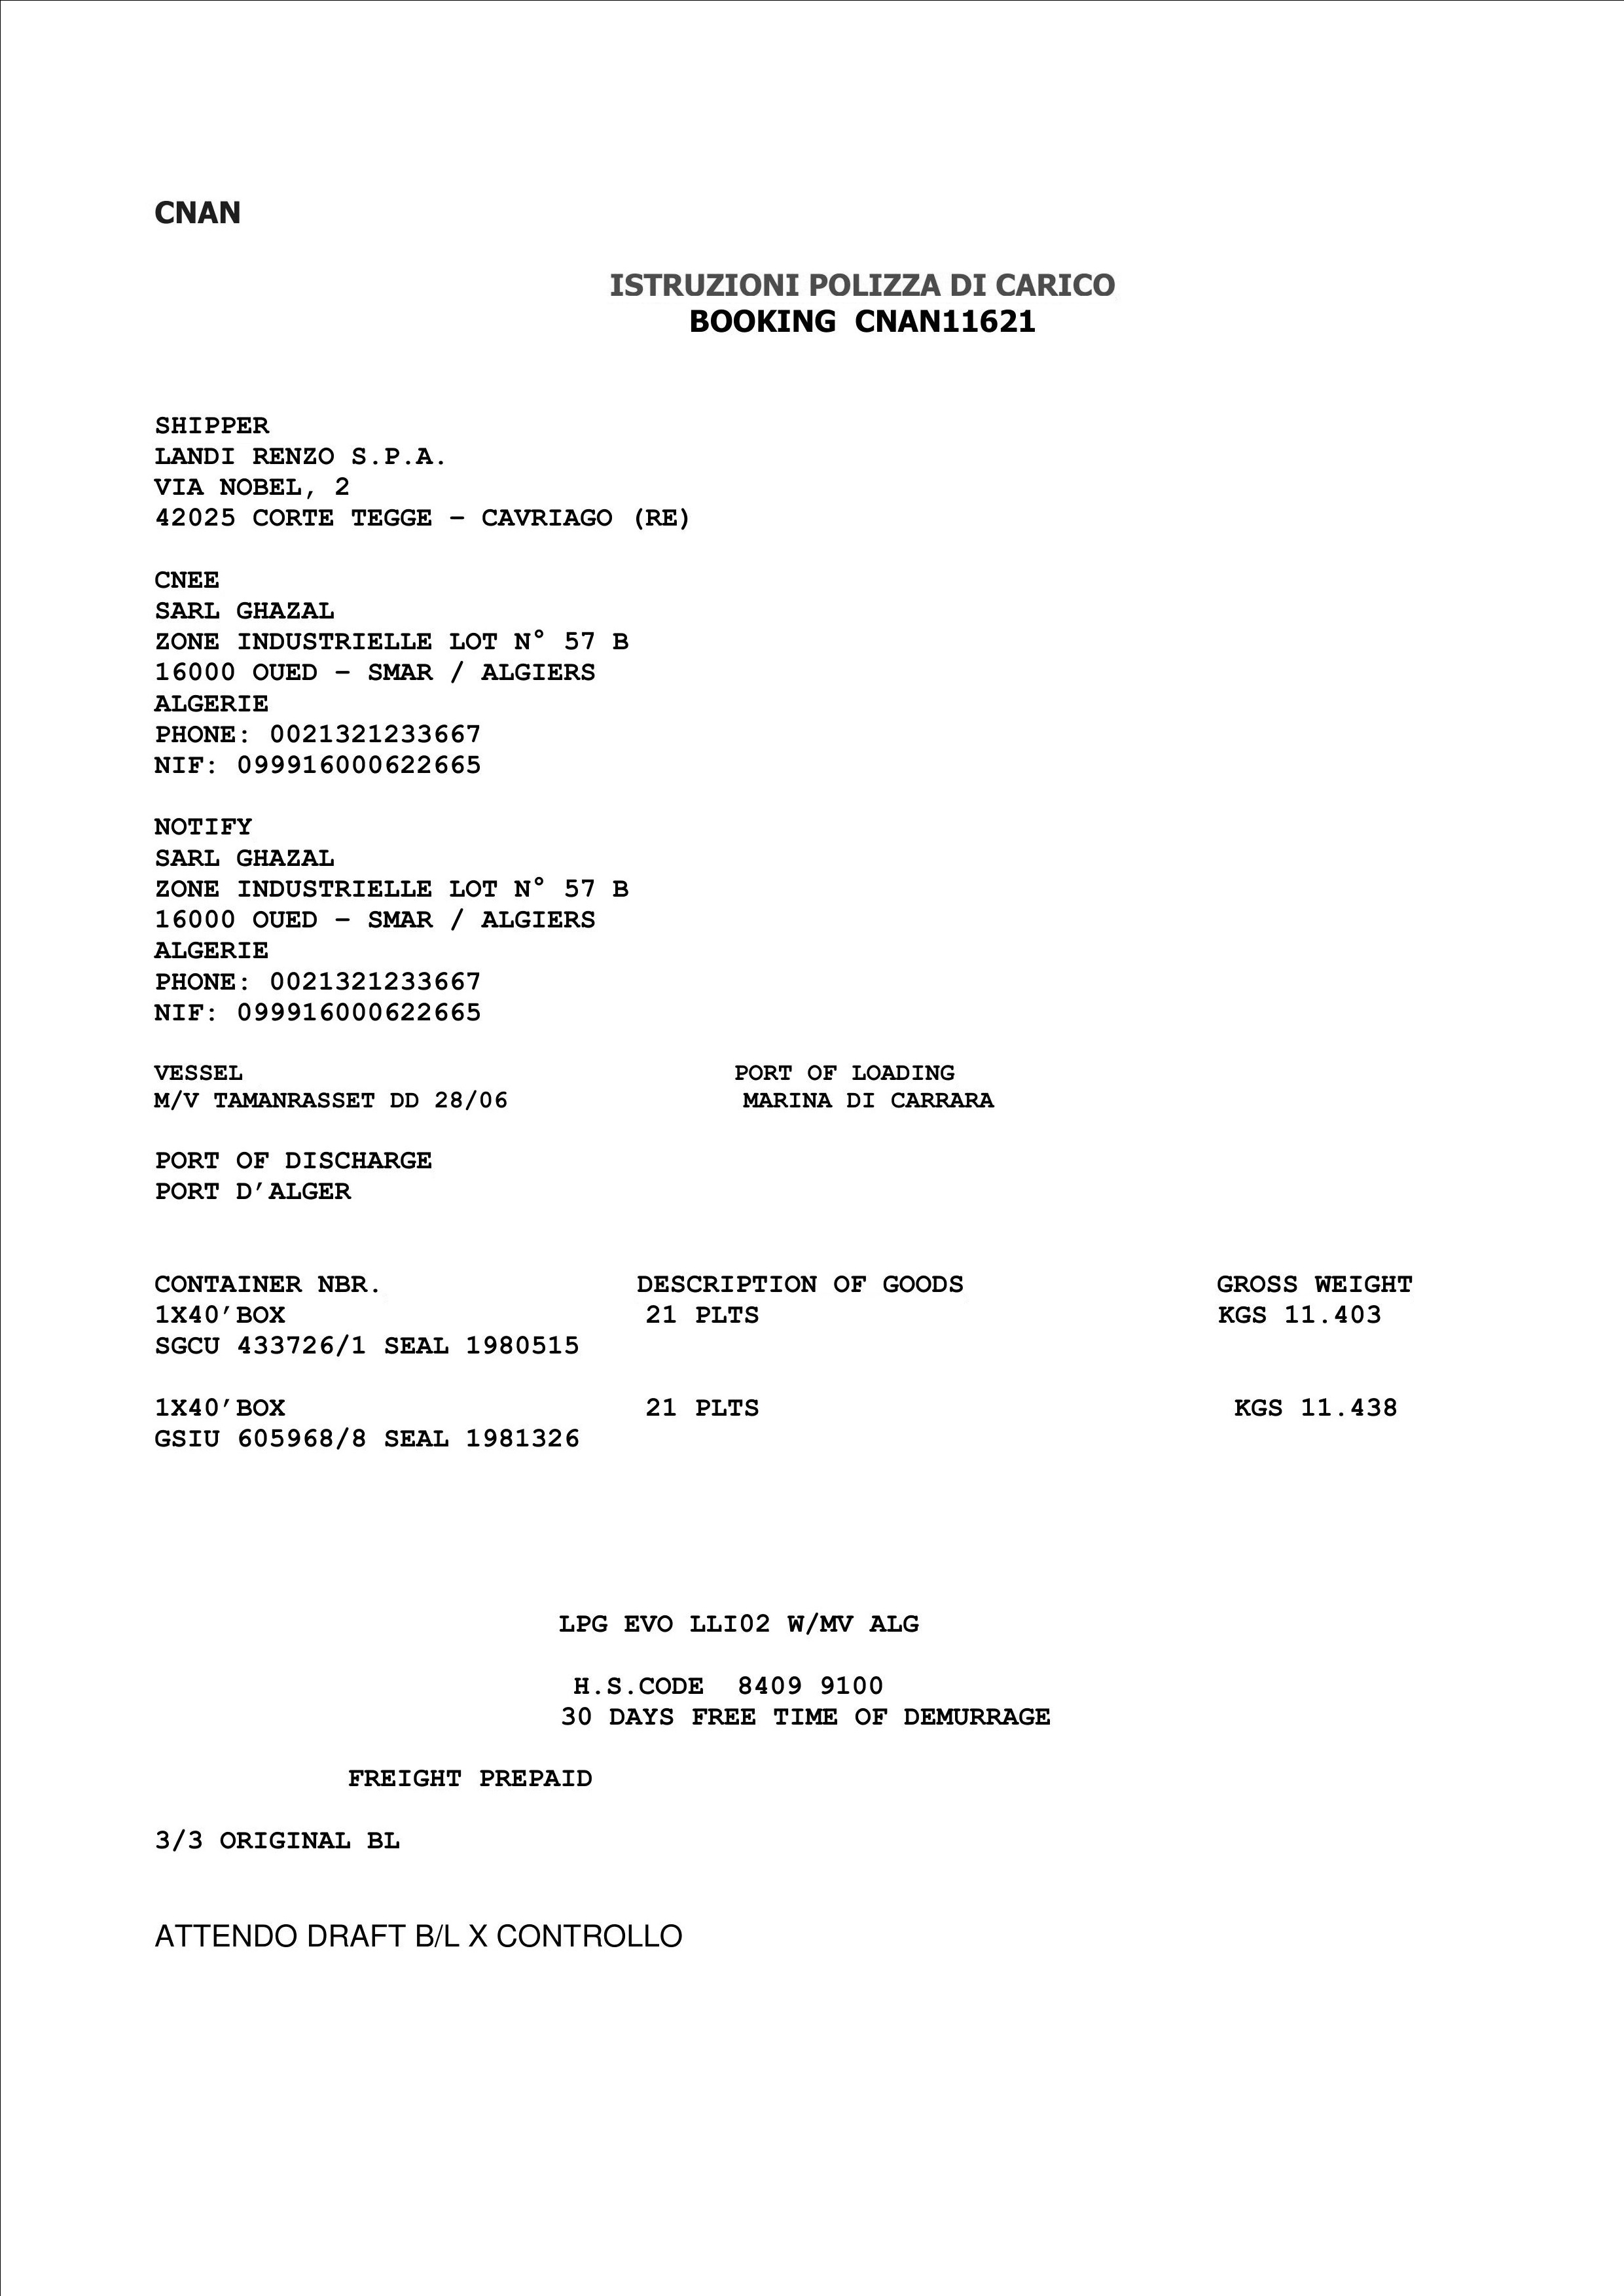 CNAN
ISTRUZIONI POLIZZA DI CARICO
BOOKING CNAN11621
SHIPPER
LANDI RENZO S.P.A.
VIA NOBEL, 2
42025 CORTE TEGGE – CAVRIAGO (RE)
CNEE
SARL GHAZAL
ZONE INDUSTRIELLE LOT N° 57 B
16000 OUED – SMAR / ALGIERS
ALGERIE
PHONE: 0021321233667
NIF: 099916000622665
NOTIFY
SARL GHAZAL
ZONE INDUSTRIELLE LOT N° 57 B
16000 OUED – SMAR / ALGIERS
ALGERIE
PHONE: 0021321233667
NIF: 099916000622665
VESSEL PORT OF LOADING
M/V TAMANRASSET DD 28/06 MARINA DI CARRARA
PORT OF DISCHARGE
PORT D’ALGER
CONTAINER NBR. DESCRIPTION OF GOODS GROSS WEIGHT
1X40’BOX 21 PLTS KGS 11.403
SGCU 433726/1 SEAL 1980515
1X40’BOX 21 PLTS KGS 11.438
GSIU 605968/8 SEAL 1981326
LPG EVO LLI02 W/MV ALG
H.S.CODE 8409 9100
30 DAYS FREE TIME OF DEMURRAGE
FREIGHT PREPAID
3/3 ORIGINAL BL
ATTENDO DRAFT B/L X CONTROLLO